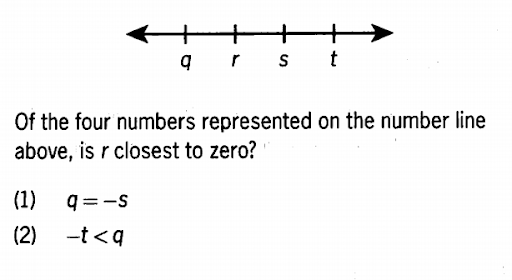 q r s t
Of the four numbers represented on the number line
above, is r closest to zero?
(1) q = -s
(2) -t < q